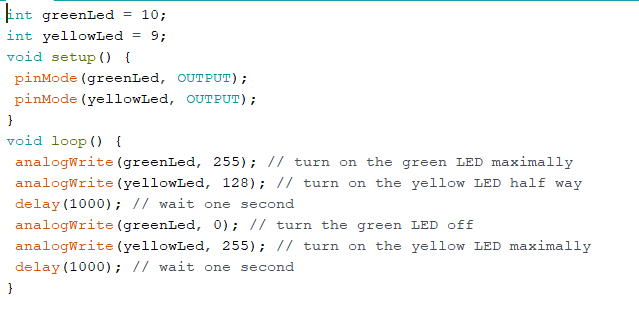 int greenLed = 10;
int yellowLed = 9;
void setup() {
 pinMode(greenLed, OUTPUT);
 pinMode(yellowLed, OUTPUT);
}
void loop() {
 analogWrite(greenLed, 255); // turn on the green LED maximally
 analogWrite(yellowLed, 128); // turn on the yellow LED half way
 delay(1000); // wait one second
 analogWrite(greenLed, 0); // turn the green LED off
 analogWrite(yellowLed, 255); // turn on the yellow LED maximally
 delay(1000); // wait one second
}